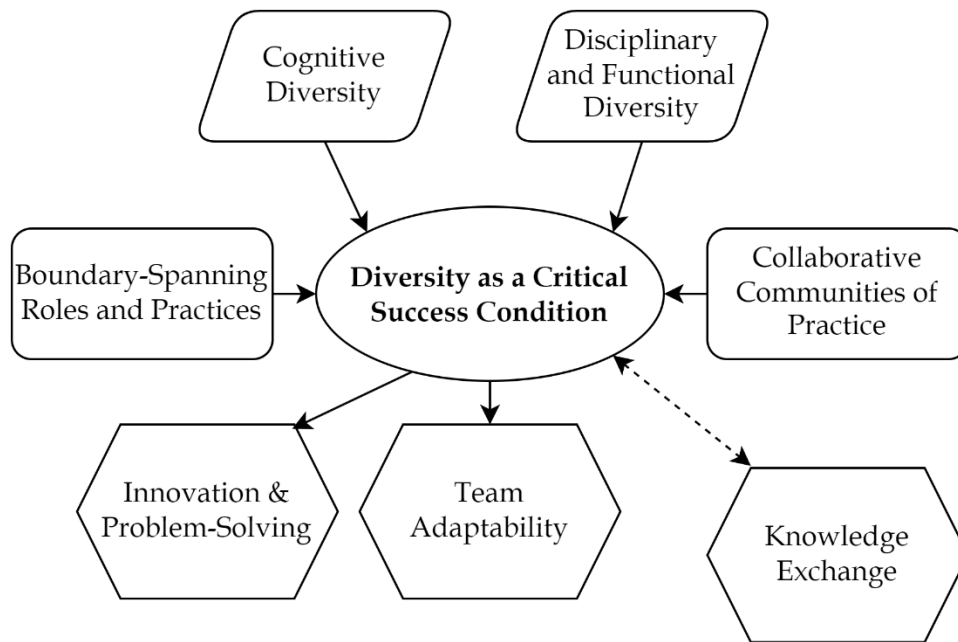 Cognitive
Diversity
Disciplinary
and Functional
Diversity
Boundary-Spanning
Roles and Practices
Diversity as a Critical
Success Condition
Collaborative
Communities of
Practice
Innovation &
Problem-Solving
Team
Adaptability
Knowledge
Exchange